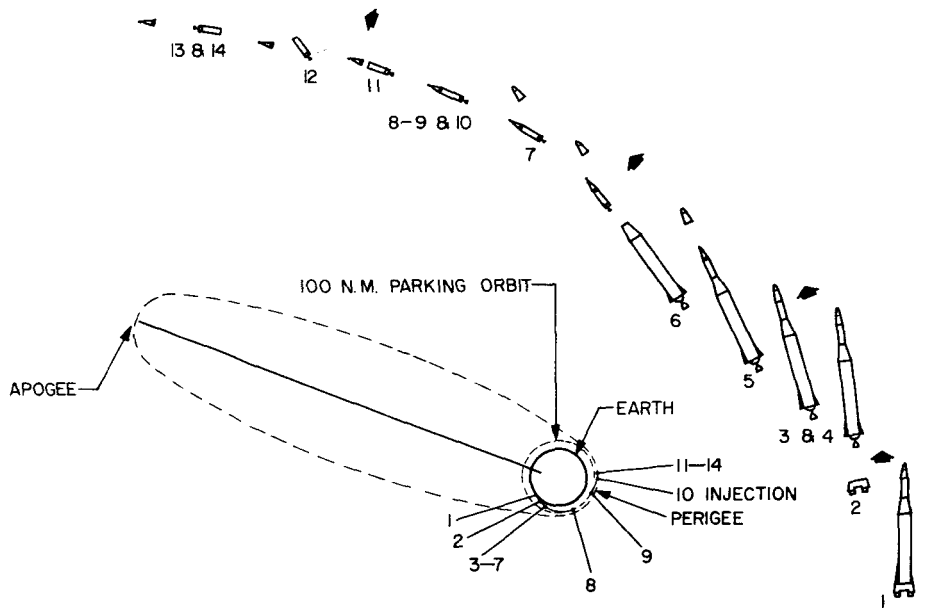 13 & 14
12
11
8-9 & 10
7
100 N.M. PARKING ORBIT
6
APOGEE
5
EARTH
3 & 4
11-14
10 INJECTION
2
PERIGEE
1
2
3-7
9
8
1